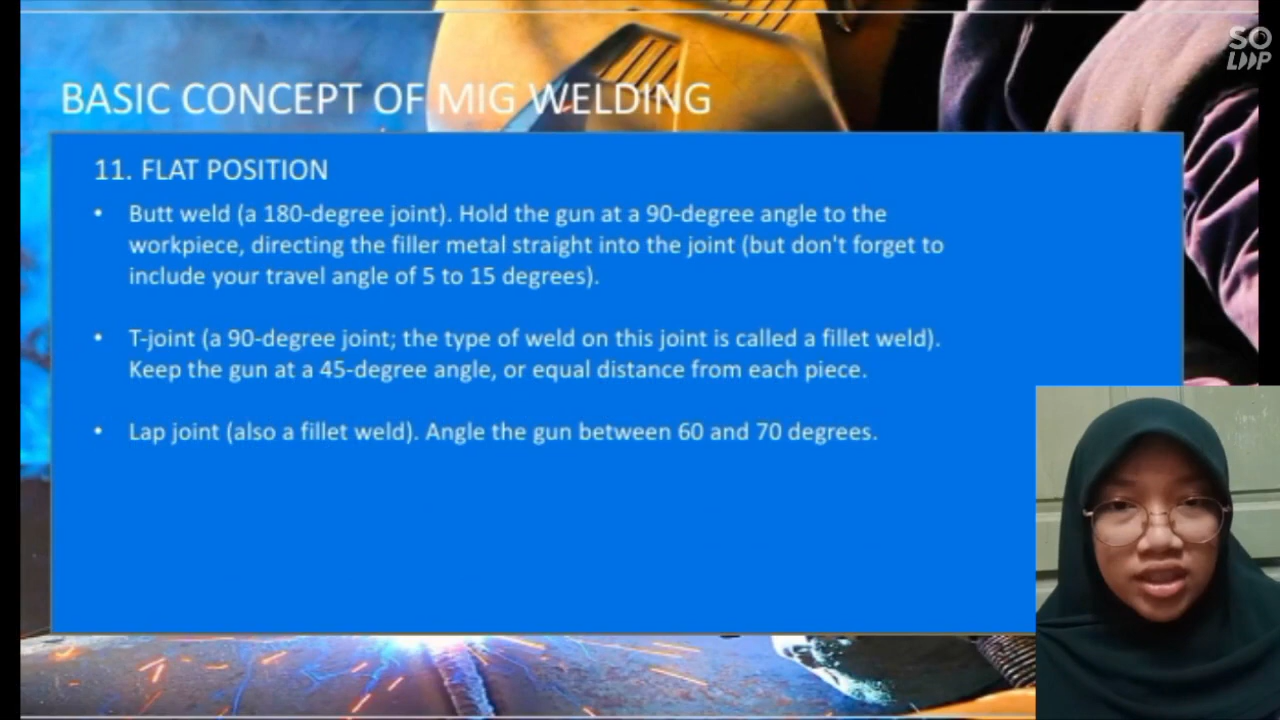 SO
LOOP
BASIC CONCEPT OF MIG WELDING
11. FLAT POSITION
• Butt weld (a 180-degree joint). Hold the gun at a 90-degree angle to the
workpiece, directing the filler metal straight into the joint (but don't forget to
include your travel angle of 5 to 15 degrees).
• T-joint (a 90-degree joint; the type of weld on this joint is called a fillet weld).
Keep the gun at a 45-degree angle, or equal distance from each piece.
• Lap joint (also a fillet weld). Angle the gun between 60 and 70 degrees.